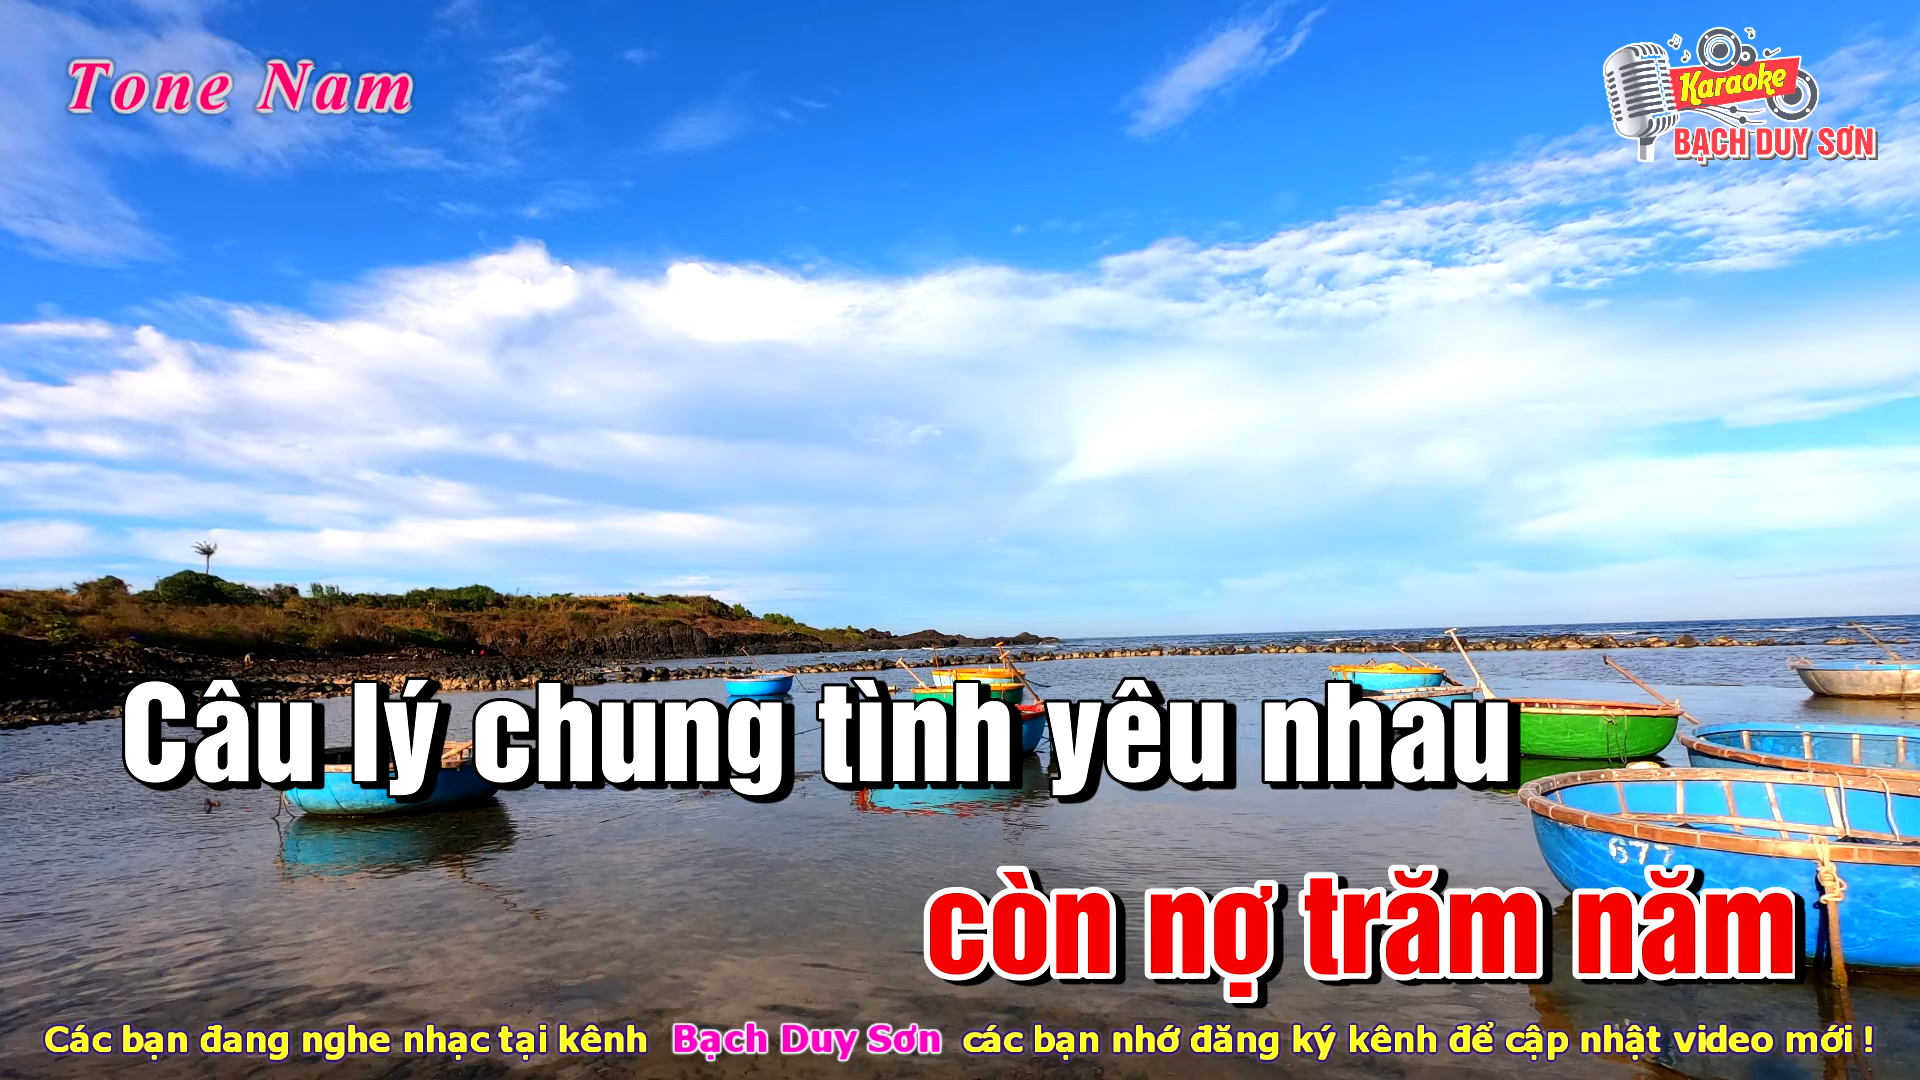 Tone Nam
Karaoke
BẠCH DUY SƠN
Câu lý chung tình yêu nhau
677
còn nợ trăm năm
Các bạn đang nghe nhạc tại kênh Bạch Duy Sơn các bạn nhớ đăng ký kênh để cập nhật video mới !